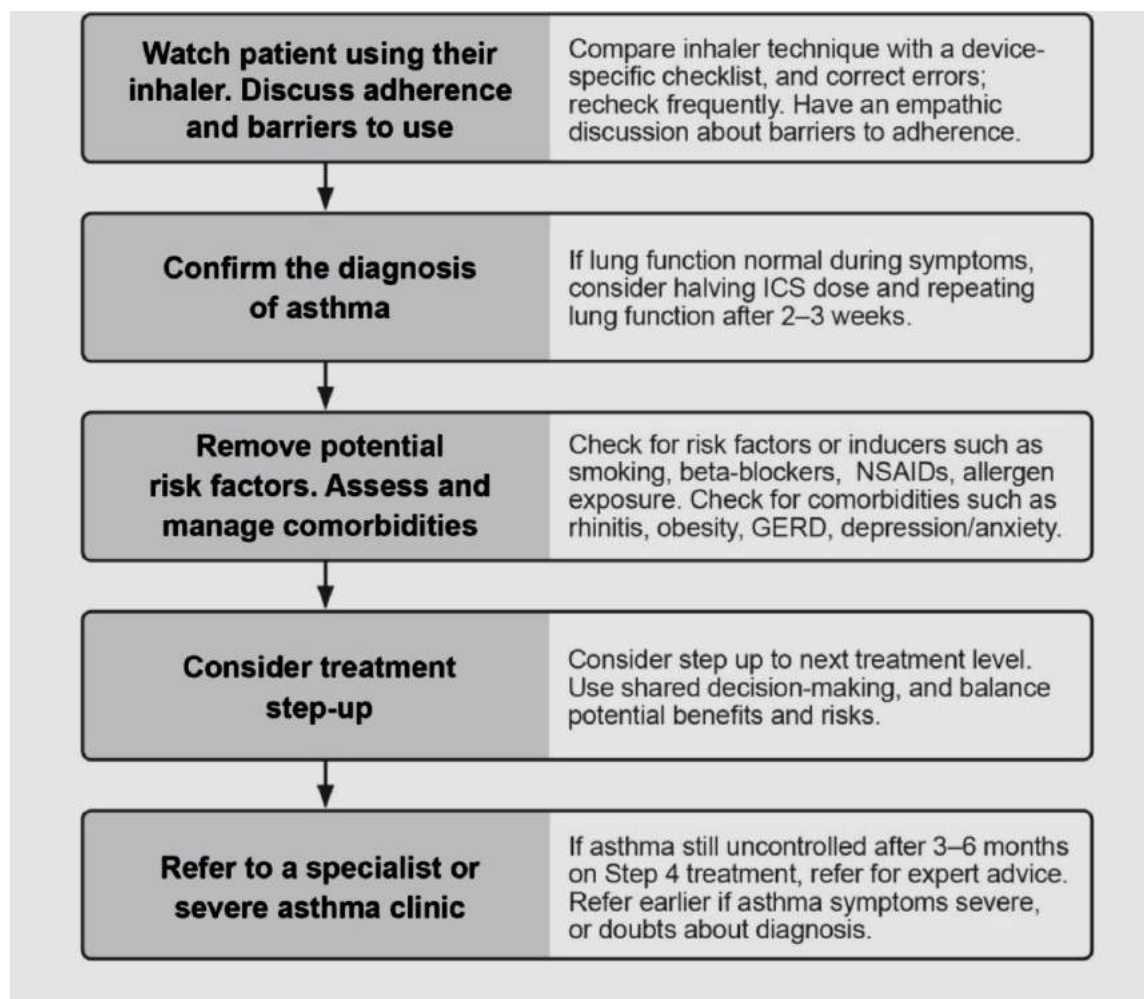 Watch patient using their
inhaler. Discuss adherence
and barriers to use
Compare inhaler technique with a device-
specific checklist, and correct errors;
recheck frequently. Have an empathic
discussion about barriers to adherence.
Confirm the diagnosis
of asthma
If lung function normal during symptoms,
consider halving ICS dose and repeating
lung function after 2–3 weeks.
Remove potential
risk factors. Assess and
manage comorbidities
Check for risk factors or inducers such as
smoking, beta-blockers, NSAIDs, allergen
exposure. Check for comorbidities such as
rhinitis, obesity, GERD, depression/anxiety.
Consider treatment
step-up
Consider step up to next treatment level.
Use shared decision-making, and balance
potential benefits and risks.
Refer to a specialist or
severe asthma clinic
If asthma still uncontrolled after 3–6 months
on Step 4 treatment, refer for expert advice.
Refer earlier if asthma symptoms severe,
or doubts about diagnosis.